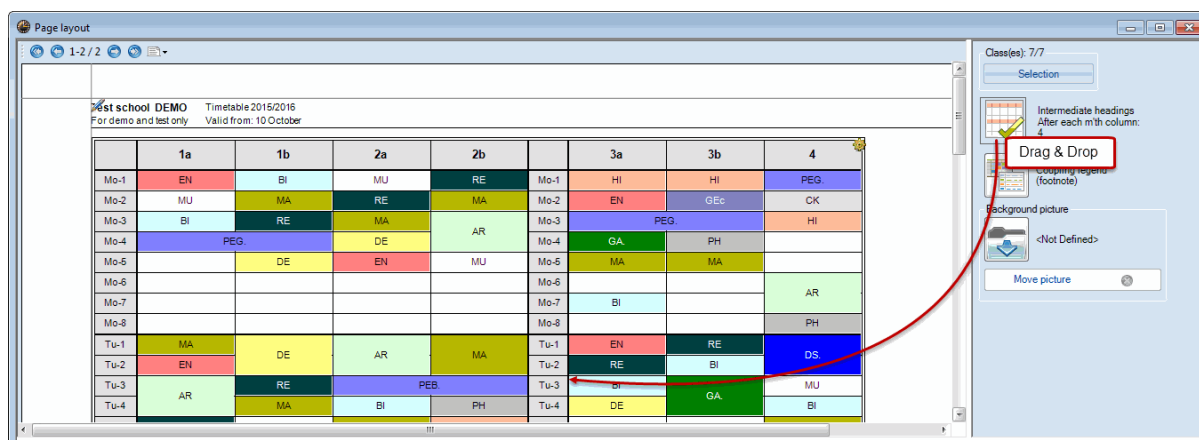 Page layout
1-2 / 2
Test school DEMO Timetable 2015/2016
For demo and test only Valid from: 10 October
1a 1b 2a 2b 3a 3b 4
Mo-1 EN BI MU RE Mo-1 HI HI PEG.
Mo-2 MU MA RE MA Mo-2 EN GEc CK
Mo-3 BI RE MA AR Mo-3 PEG. HI
Mo-4 PEG. DE Mo-4 GA. PH
Mo-5 DE EN MU Mo-5 MA MA
Mo-6 Mo-6 AR
Mo-7 Mo-7 BI
Mo-8 Mo-8 PH
Tu-1 MA DE AR MA Tu-1 EN RE DS.
Tu-2 EN Tu-2 RE BI
Tu-3 AR RE PEB. Tu-3 BI GA. MU
Tu-4 MA BI PH Tu-4 DE BI
Class(es): 7/7
Selection
Intermediate headings
After each m'th column:
4
Drag & Drop
Coupling legend
(footnote)
Background picture
<Not Defined>
Move picture